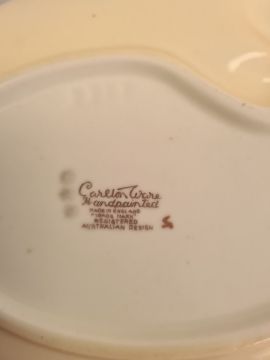 Carlton Ware
Handpainted
MADE IN ENGLAND
"TRADE MARK"
REGISTERED
AUSTRALIAN DESIGN